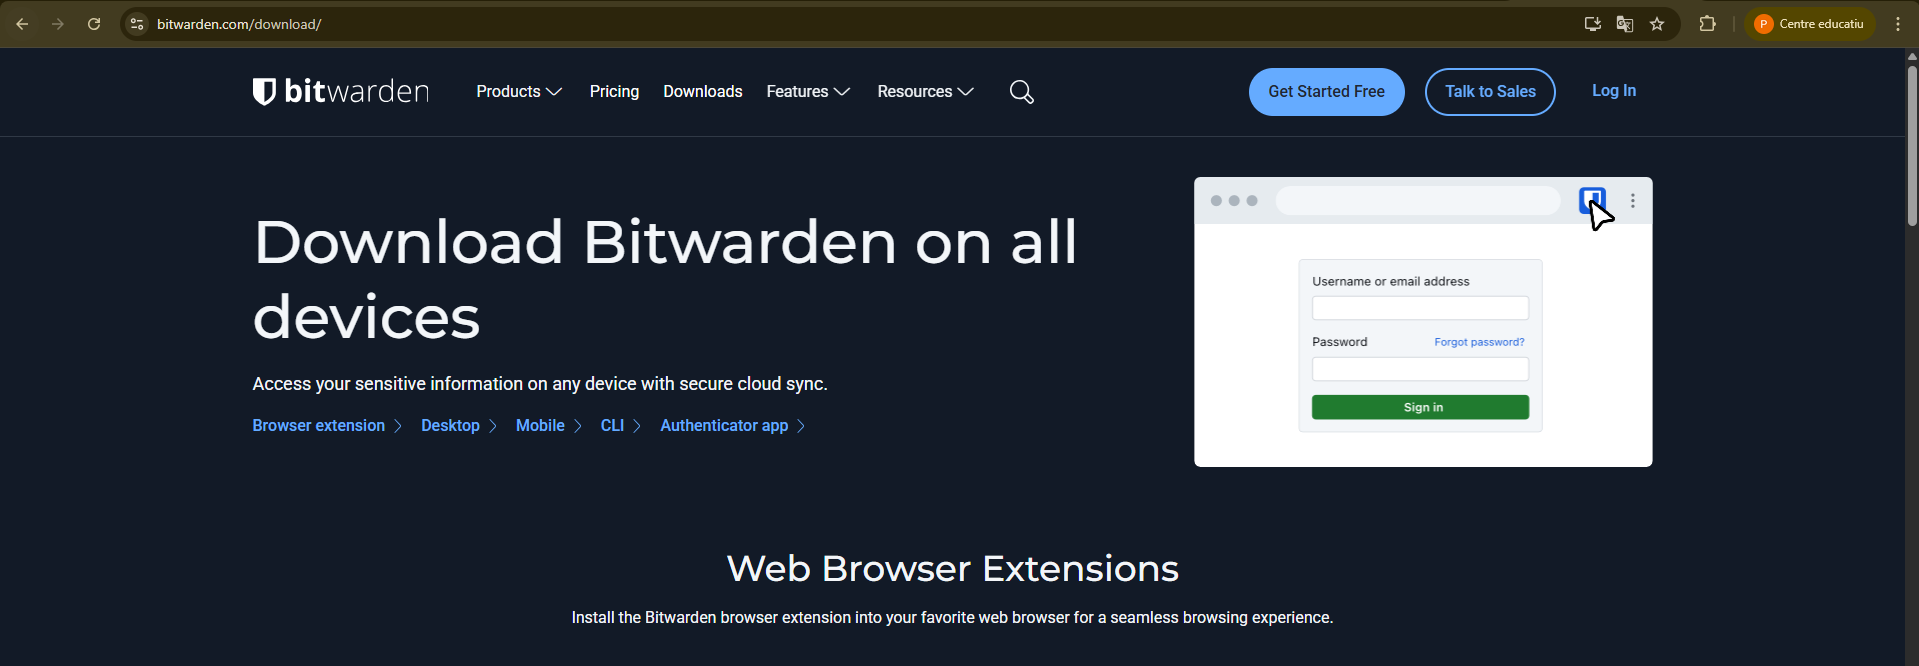 bitwarden.com/download/
P Centre educatiu
bitwarden
Products
Pricing
Downloads
Features
Resources
Get Started Free
Talk to Sales
Log In
Download Bitwarden on all
devices
Access your sensitive information on any device with secure cloud sync.
Browser extension
Desktop
Mobile
CLI
Authenticator app
Username or email address
Password
Forgot password?
Sign in
Web Browser Extensions
Install the Bitwarden browser extension into your favorite web browser for a seamless browsing experience.